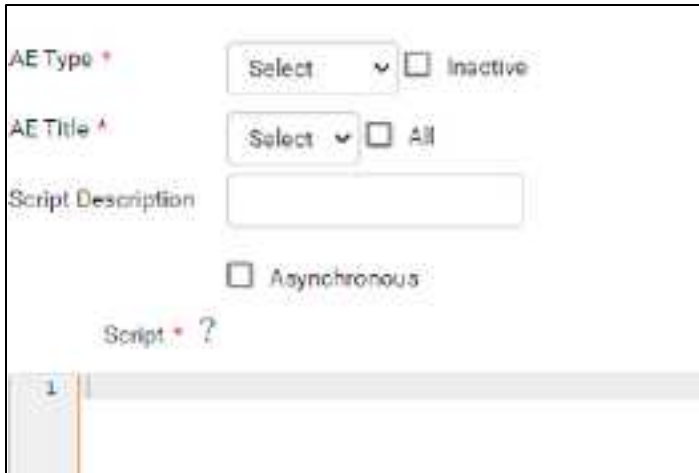 AE Type *
Select Inactive
AE Title *
Select All
Script Description
Asynchronous
Script * ?
1